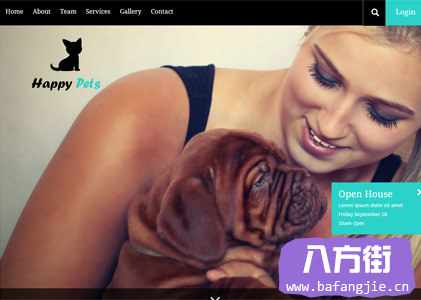 Home About Team Services Gallery Contact Login
Happy Pets
Open House
Lorem ipsum dolor sit amet
Friday September 18
10am-2pm
八方街
www.bafangjie.cn